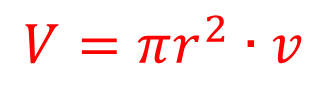 V = πr² · v